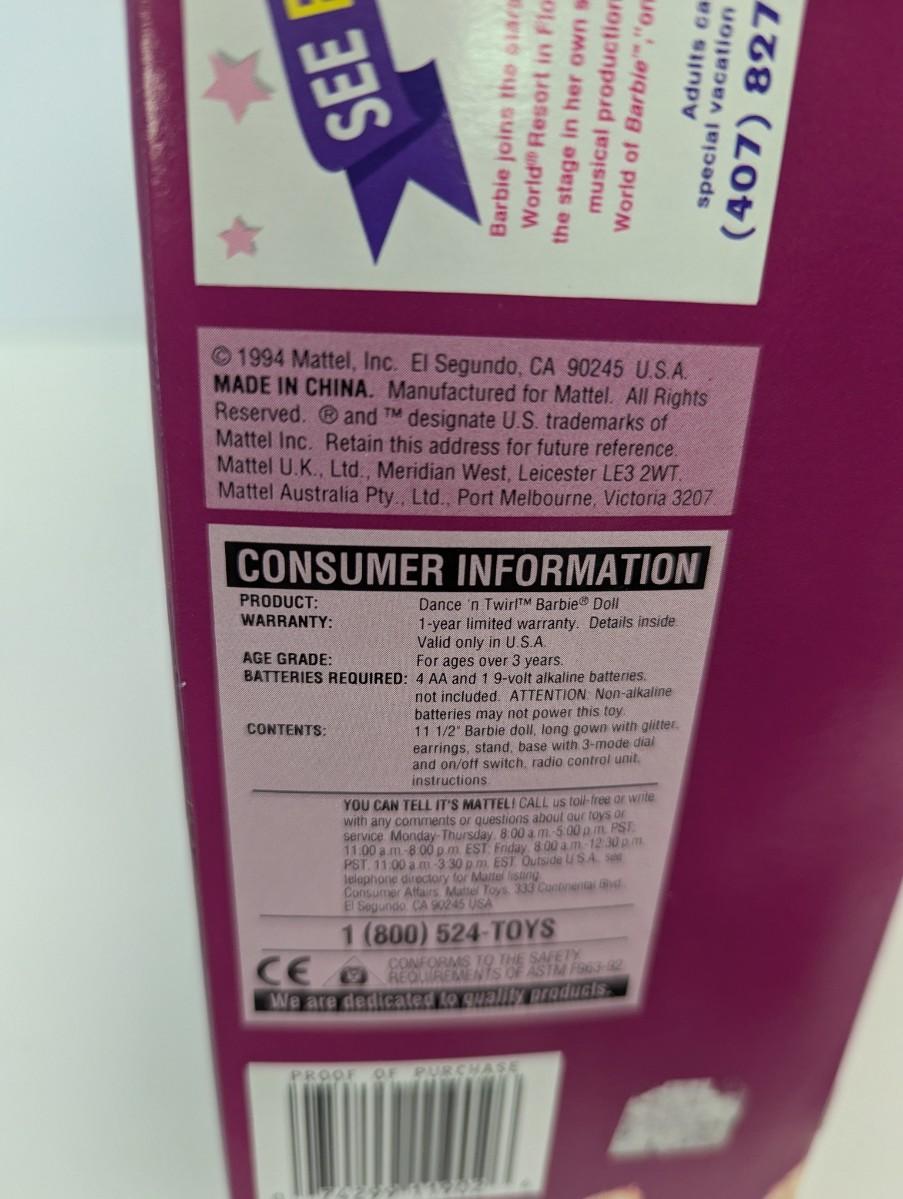 SEE
Barbie joins the
World® Resort in Flo
the stage in her own s
musical production
World of Barbie™,"on
Adults ca
special vacation
(407) 827
© 1994 Mattel, Inc. El Segundo, CA 90245 U.S.A.
MADE IN CHINA. Manufactured for Mattel. All Rights
Reserved. ® and ™ designate U.S. trademarks of
Mattel Inc. Retain this address for future reference.
Mattel U.K., Ltd., Meridian West, Leicester LE3 2WT.
Mattel Australia Pty., Ltd., Port Melbourne, Victoria 3207
CONSUMER INFORMATION
PRODUCT: Dance 'n Twirl™ Barbie® Doll
WARRANTY: 1-year limited warranty. Details inside.
Valid only in U.S.A.
AGE GRADE: For ages over 3 years.
BATTERIES REQUIRED: 4 AA and 1 9-volt alkaline batteries,
not included. ATTENTION: Non-alkaline
batteries may not power this toy.
CONTENTS: 11 1/2" Barbie doll, long gown with glitter,
earrings, stand, base with 3-mode dial
and on/off switch, radio control unit,
instructions.
YOU CAN TELL IT'S MATTEL! CALL us toll-free or write
with any comments or questions about our toys or
service. Monday-Thursday, 8:00 a.m.-5:00 p.m. PST;
11:00 a.m.-8:00 p.m. EST; Friday, 8:00 a.m.-12:30 p.m.
PST, 11:00 a.m.-3:30 p.m. EST. Outside U.S.A. see
telephone directory for Mattel listing.
Consumer Affairs, Mattel Toys, 333 Continental Blvd.
El Segundo, CA 90245 USA
1 (800) 524-TOYS
CE
CONFORMS TO THE SAFETY
REQUIREMENTS OF ASTM F963-92
We are dedicated to quality products.
PROOF OF PURCHASE